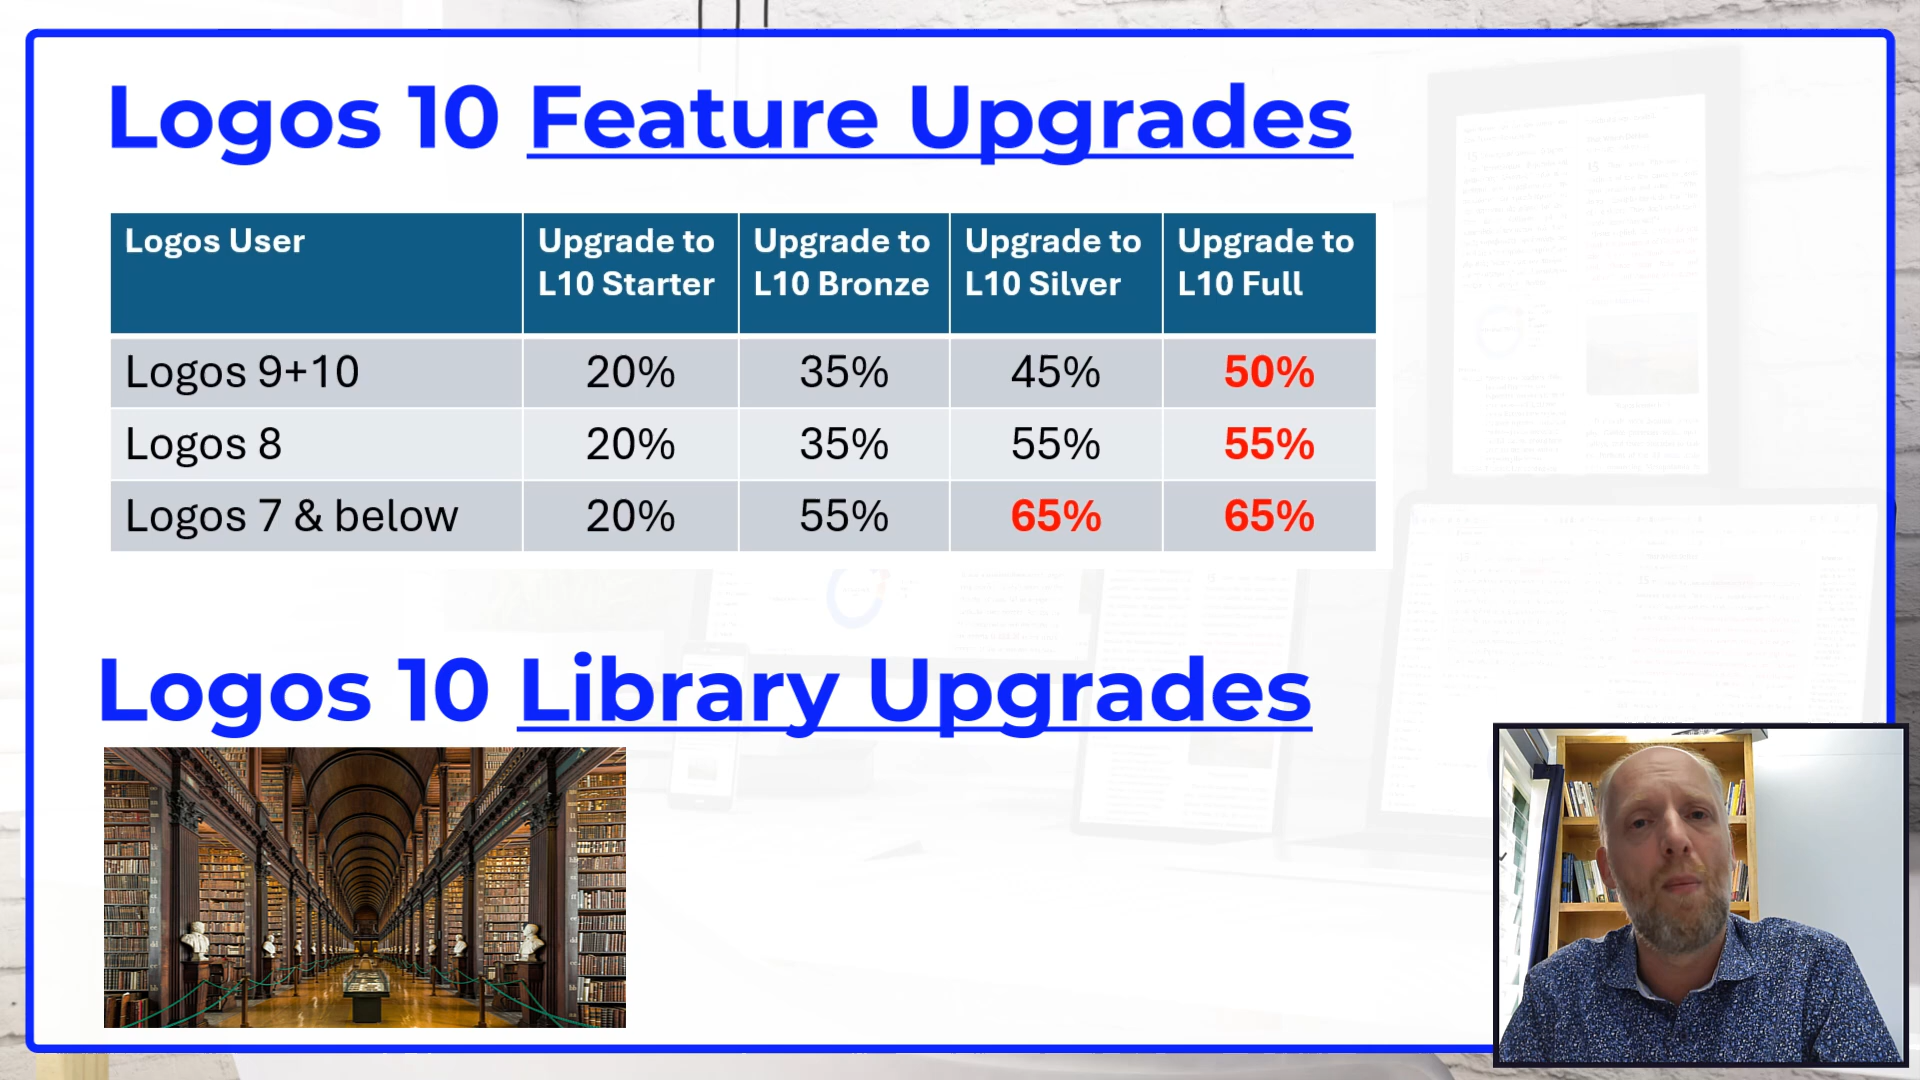 Logos 10 Feature Upgrades
Logos User
Upgrade to
L10 Starter
Upgrade to
L10 Bronze
Upgrade to
L10 Silver
Upgrade to
L10 Full
Logos 9+10 20% 35% 45% 50%
Logos 8 20% 35% 55% 55%
Logos 7 & below 20% 55% 65% 65%
Logos 10 Library Upgrades